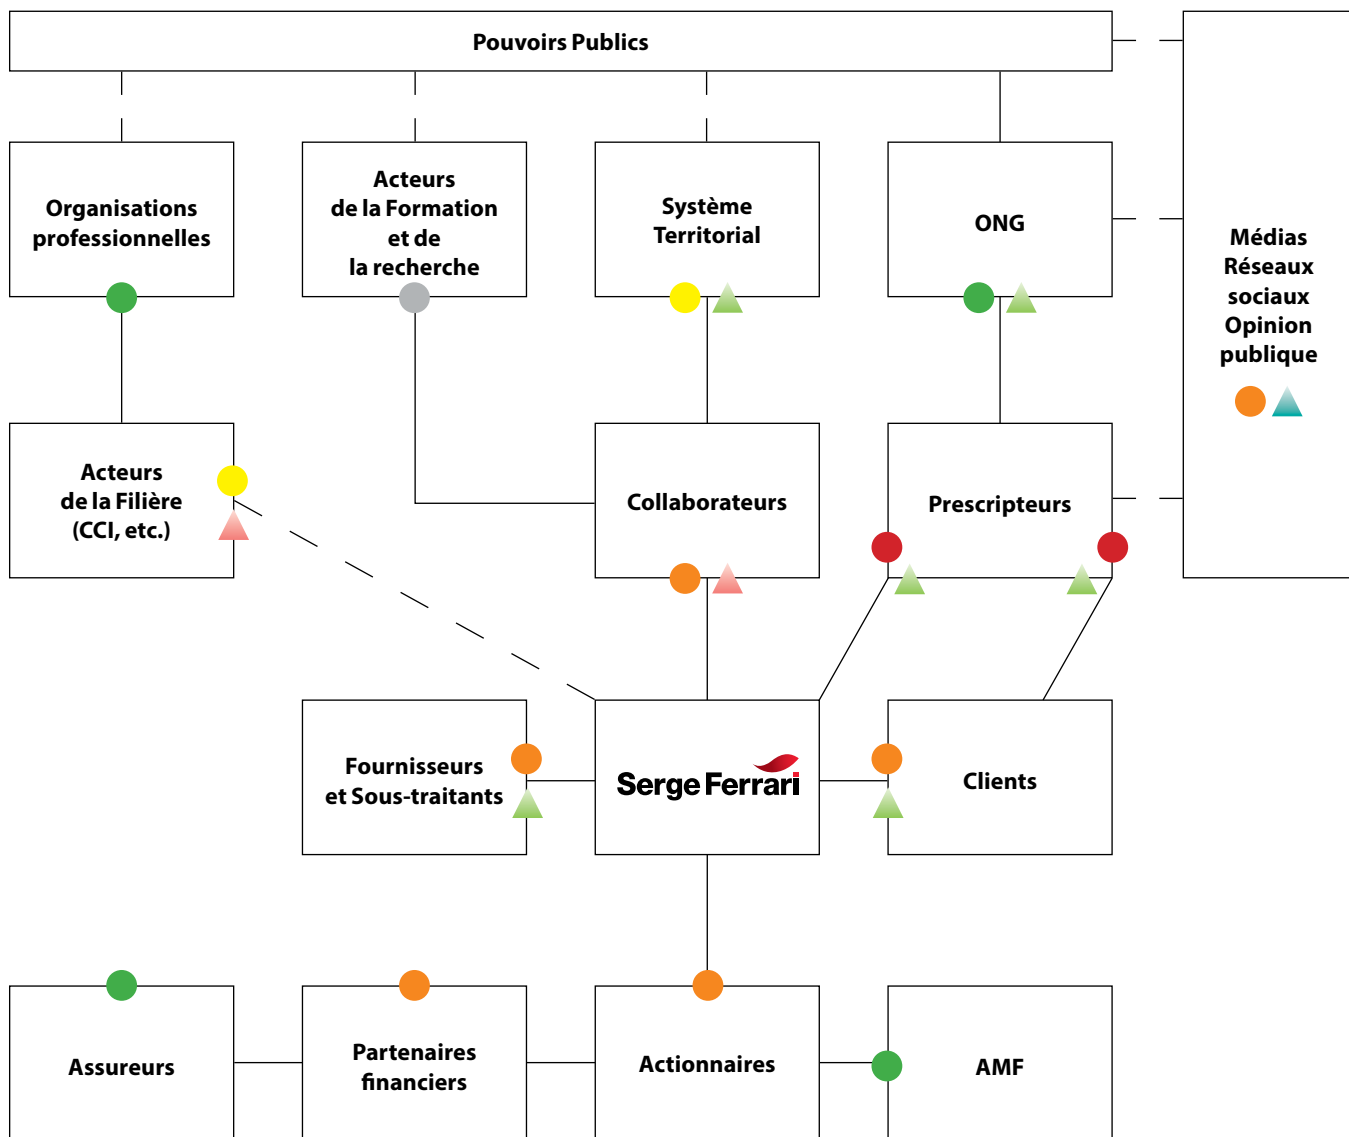 Pouvoirs Publics
Organisations
professionnelles
Acteurs
de la Formation
et de
la recherche
Système
Territorial
ONG
Médias
Réseaux
sociaux
Opinion
publique
Acteurs
de la Filière
(CCI, etc.)
Collaborateurs
Prescripteurs
Fournisseurs
et Sous-traitants
Serge Ferrari
Clients
Assureurs
Partenaires
financiers
Actionnaires
AMF